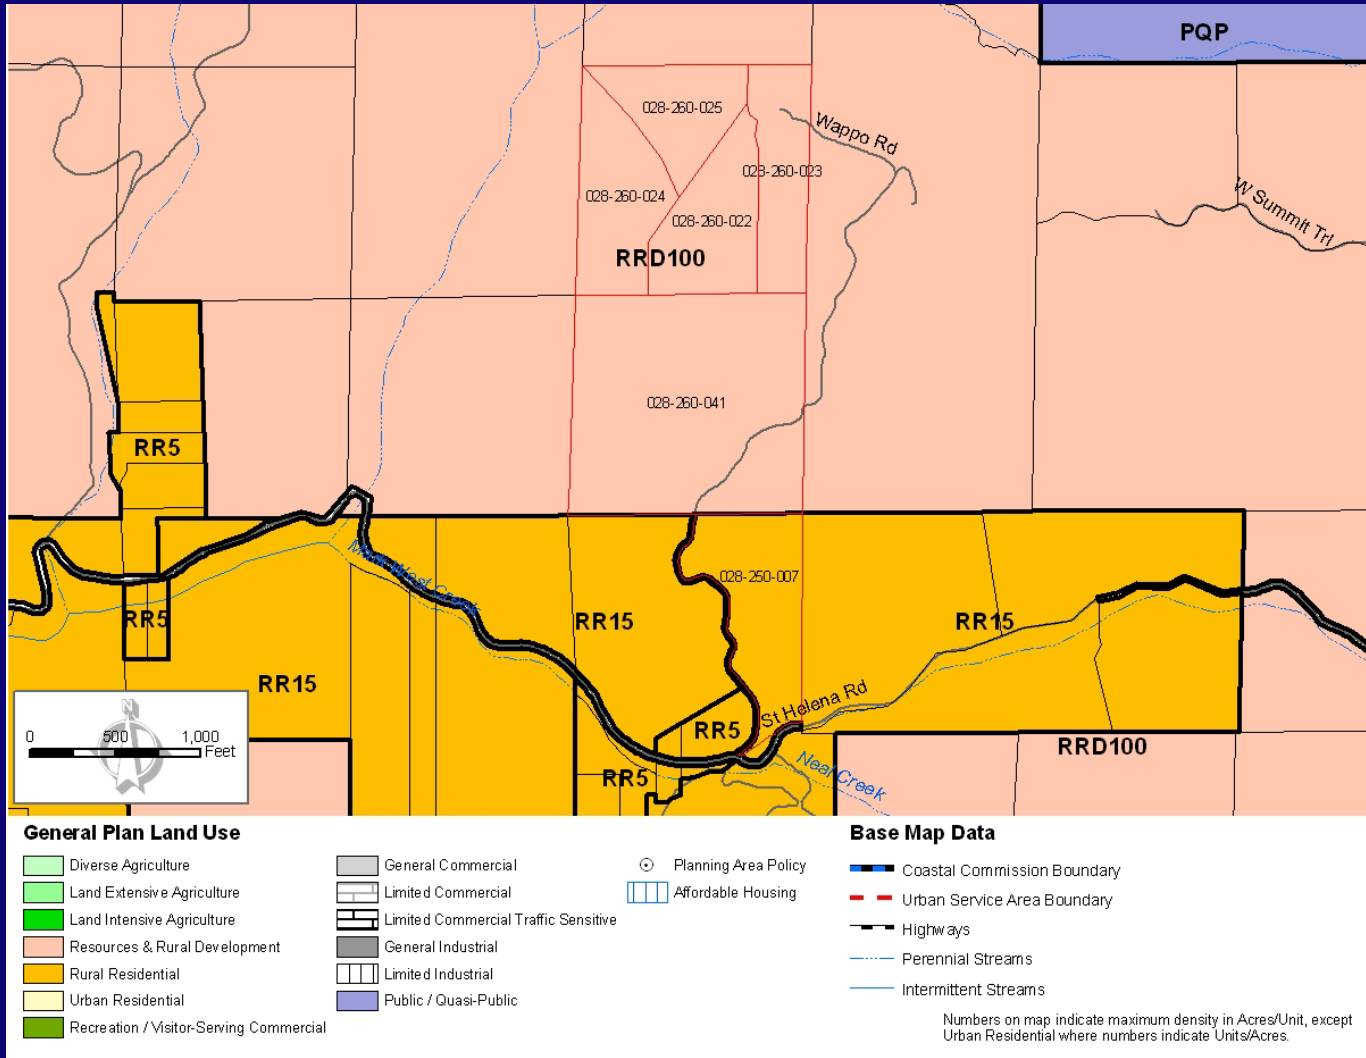 PQP
028-260-025
Wappo Rd
028-260-023
028-260-024
W Summit Trl
028-260-022
RRD100
028-260-041
RR5
Mark West Creek
028-250-007
RR5
RR15
RR15
RR15
St Helena Rd
RR5
RRD100
RR5
Neal Creek
N
0 500 1,000
Feet
General Plan Land Use
Diverse Agriculture
Land Extensive Agriculture
Land Intensive Agriculture
Resources & Rural Development
Rural Residential
Urban Residential
Recreation / Visitor-Serving Commercial
General Commercial
Limited Commercial
Limited Commercial Traffic Sensitive
General Industrial
Limited Industrial
Public / Quasi-Public
Planning Area Policy
Affordable Housing
Base Map Data
Coastal Commission Boundary
Urban Service Area Boundary
Highways
Perennial Streams
Intermittent Streams
Numbers on map indicate maximum density in Acres/Unit, except
Urban Residential where numbers indicate Units/Acres.